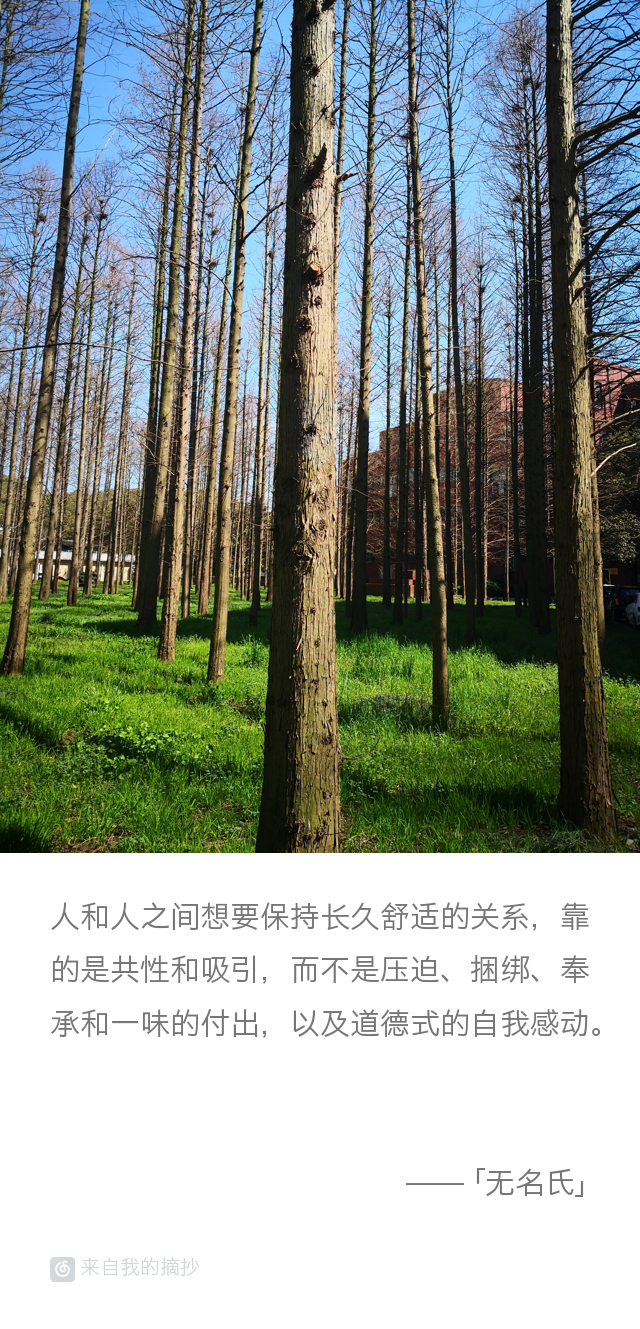 人和人之间想要保持长久舒适的关系，靠
的是共性和吸引，而不是压迫、捆绑、奉
承和一味的付出，以及道德式的自我感动。
——「无名氏」
来自我的摘抄